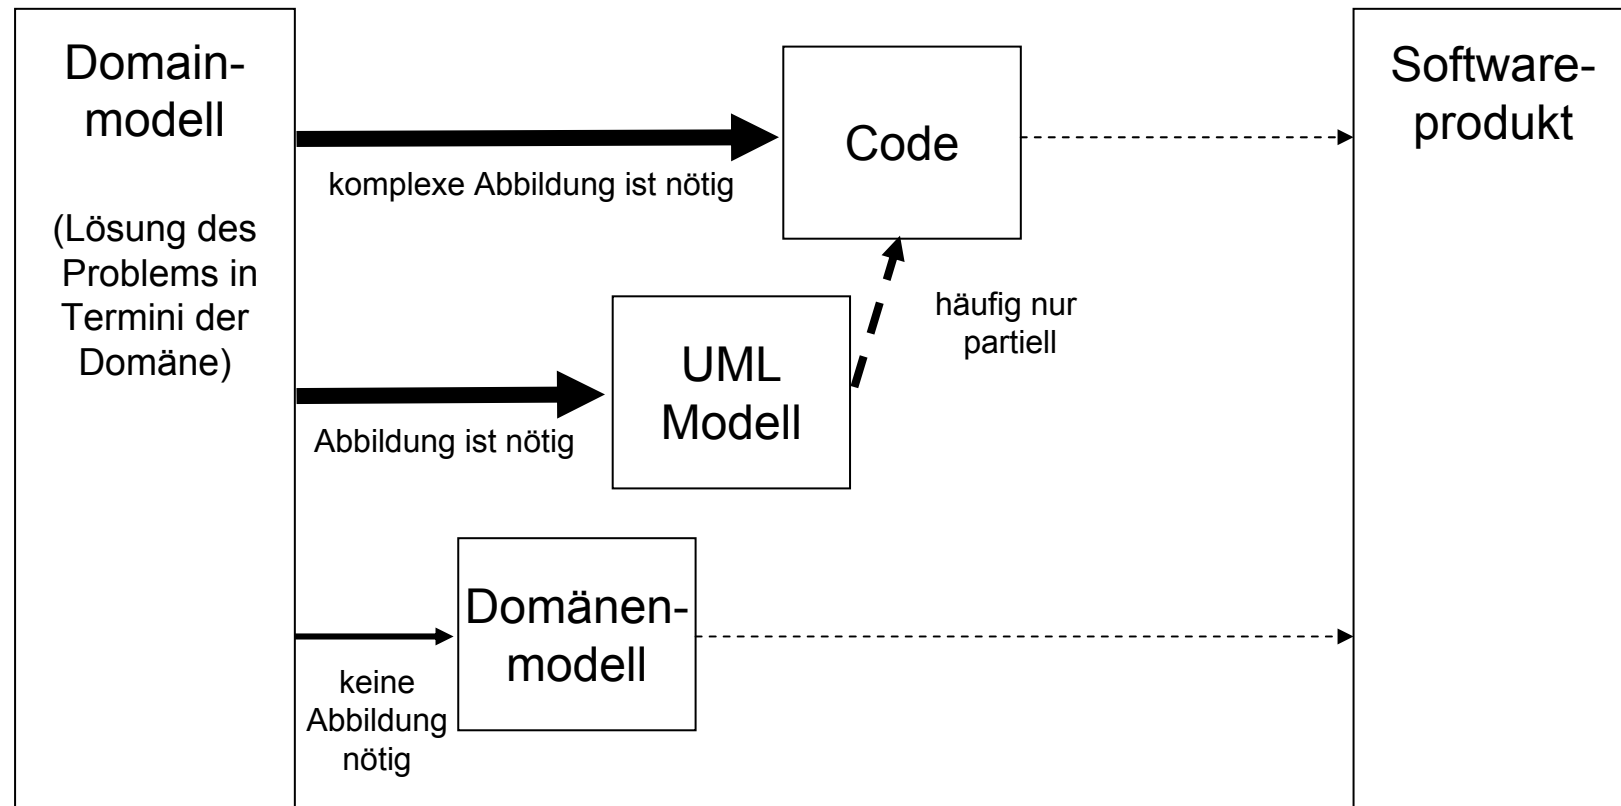 Domain-
modell
(Lösung des
Problems in
Termini der
Domäne)
komplexe Abbildung ist nötig
Code
Software-
produkt
häufig nur
partiell
UML
Modell
Abbildung ist nötig
Domänen-
modell
keine
Abbildung
nötig